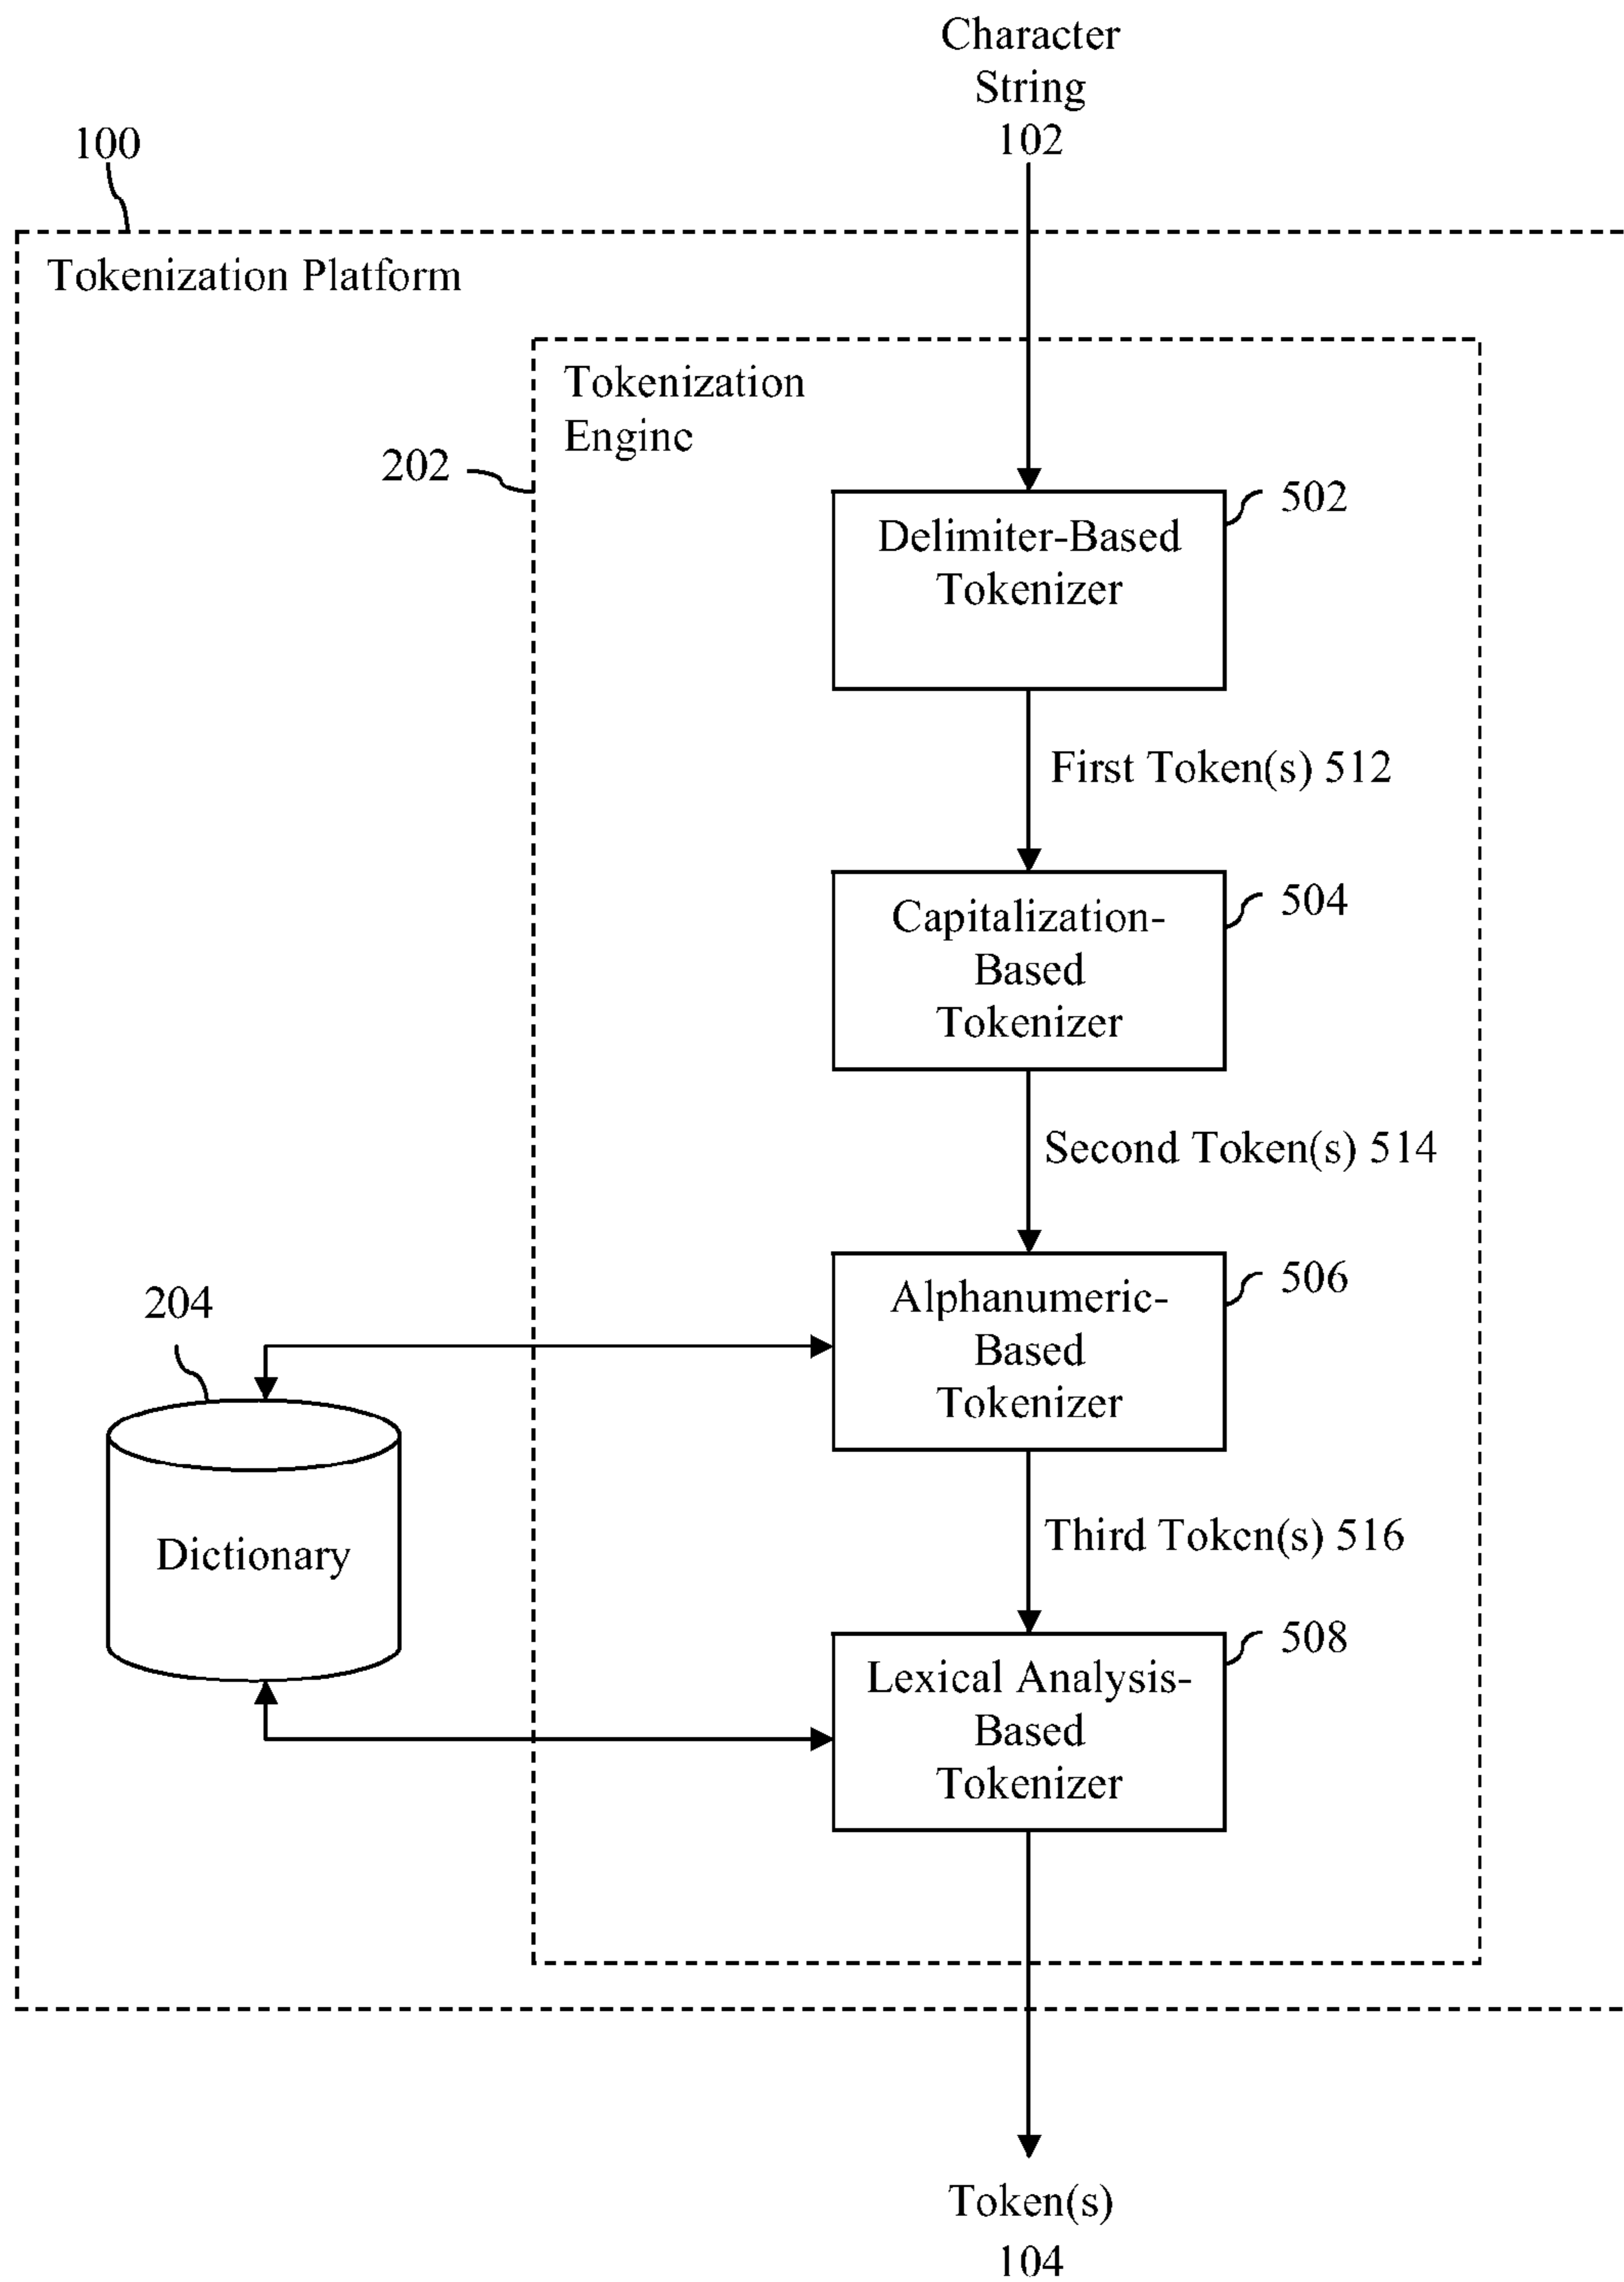 Character
String
102
100
Tokenization Platform
Tokenization
Engine
202
502
Delimiter-Based
Tokenizer
First Token(s) 512
504
Capitalization-
Based
Tokenizer
Second Token(s) 514
506
Alphanumeric-
Based
Tokenizer
204
Dictionary
Third Token(s) 516
508
Lexical Analysis-
Based
Tokenizer
Token(s)
104